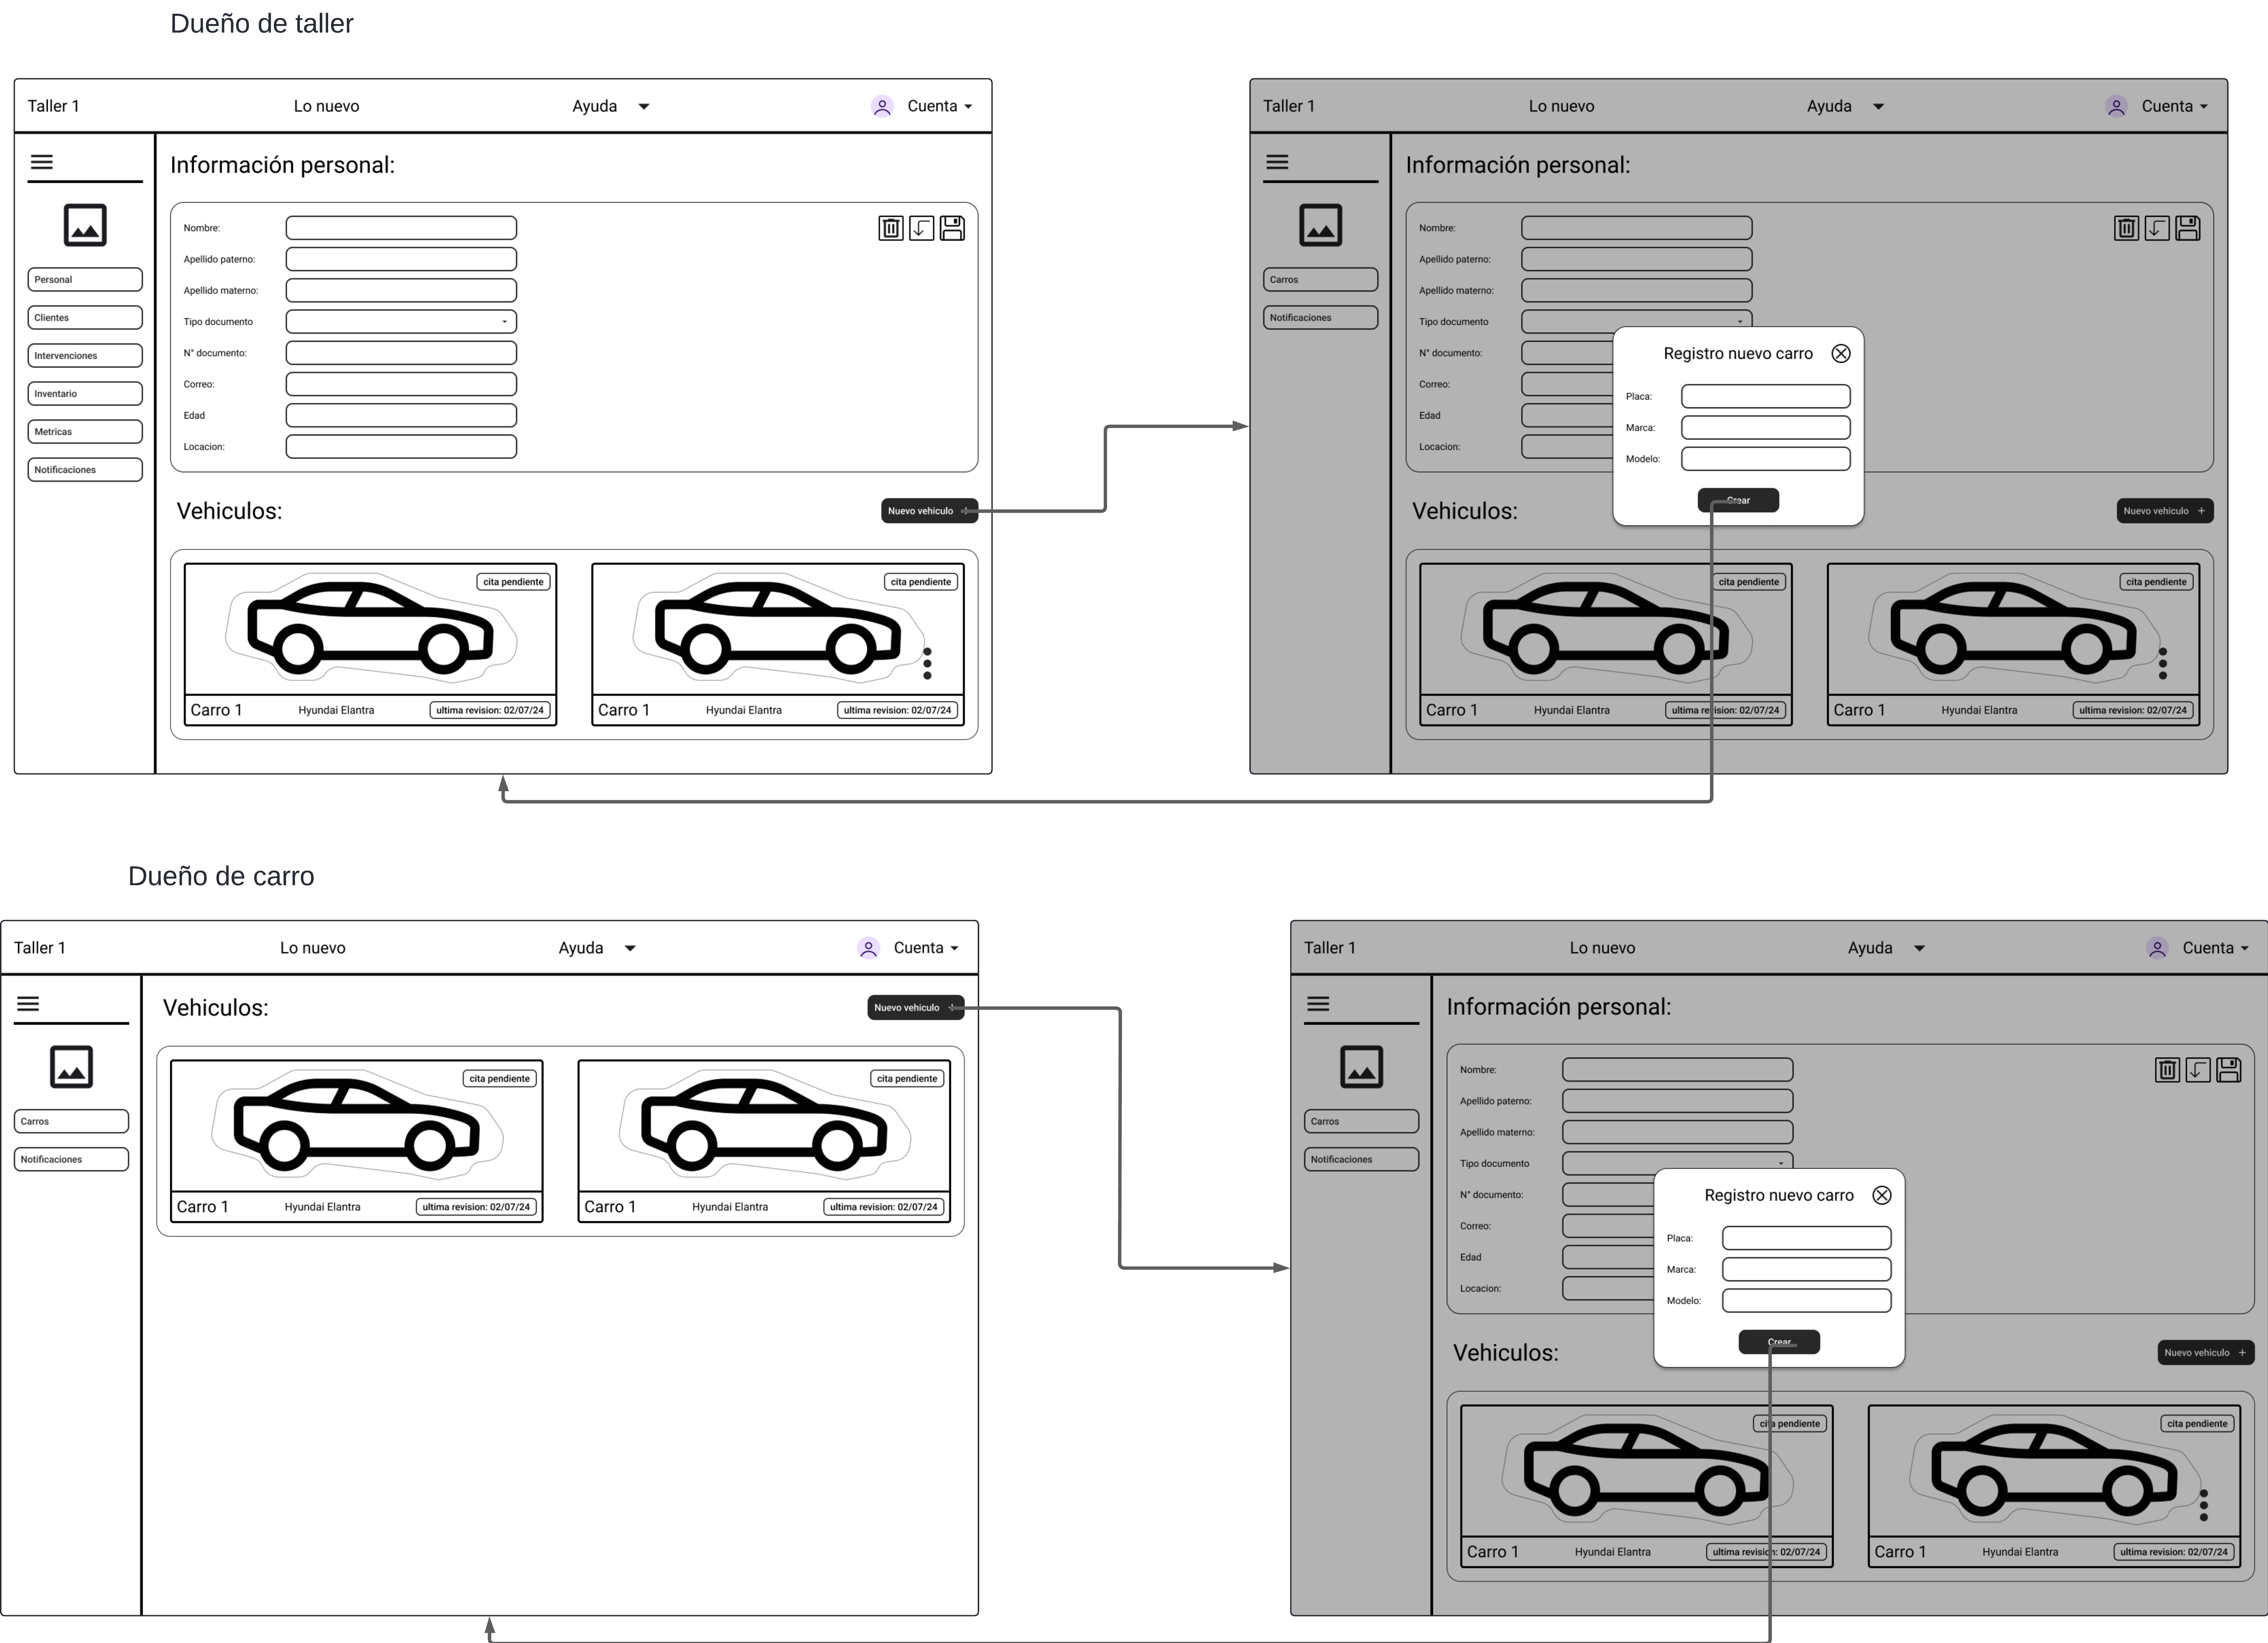 Dueño de taller
Taller 1 Lo nuevo Ayuda Cuenta
Información personal:
Nombre:
Apellido paterno:
Apellido materno:
Tipo documento
N° documento:
Correo:
Edad
Locacion:
Personal
Clientes
Intervenciones
Inventario
Metricas
Notificaciones
Vehiculos:
Nuevo vehiculo +
cita pendiente
Carro 1 Hyundai Elantra ultima revision: 02/07/24
cita pendiente
Carro 1 Hyundai Elantra ultima revision: 02/07/24
Taller 1 Lo nuevo Ayuda Cuenta
Información personal:
Nombre:
Apellido paterno:
Apellido materno:
Tipo documento
N° documento:
Correo:
Edad
Locacion:
Carros
Notificaciones
Registro nuevo carro
Placa:
Marca:
Modelo:
Crear
Vehiculos:
Nuevo vehiculo +
cita pendiente
Carro 1 Hyundai Elantra ultima revision: 02/07/24
cita pendiente
Carro 1 Hyundai Elantra ultima revision: 02/07/24
Dueño de carro
Taller 1 Lo nuevo Ayuda Cuenta
Carros
Notificaciones
Vehiculos:
Nuevo vehiculo +
cita pendiente
Carro 1 Hyundai Elantra ultima revision: 02/07/24
cita pendiente
Carro 1 Hyundai Elantra ultima revision: 02/07/24
Taller 1 Lo nuevo Ayuda Cuenta
Información personal:
Nombre:
Apellido paterno:
Apellido materno:
Tipo documento
N° documento:
Correo:
Edad
Locacion:
Carros
Notificaciones
Registro nuevo carro
Placa:
Marca:
Modelo:
Crear
Vehiculos:
Nuevo vehiculo +
cita pendiente
Carro 1 Hyundai Elantra ultima revision: 02/07/24
cita pendiente
Carro 1 Hyundai Elantra ultima revision: 02/07/24